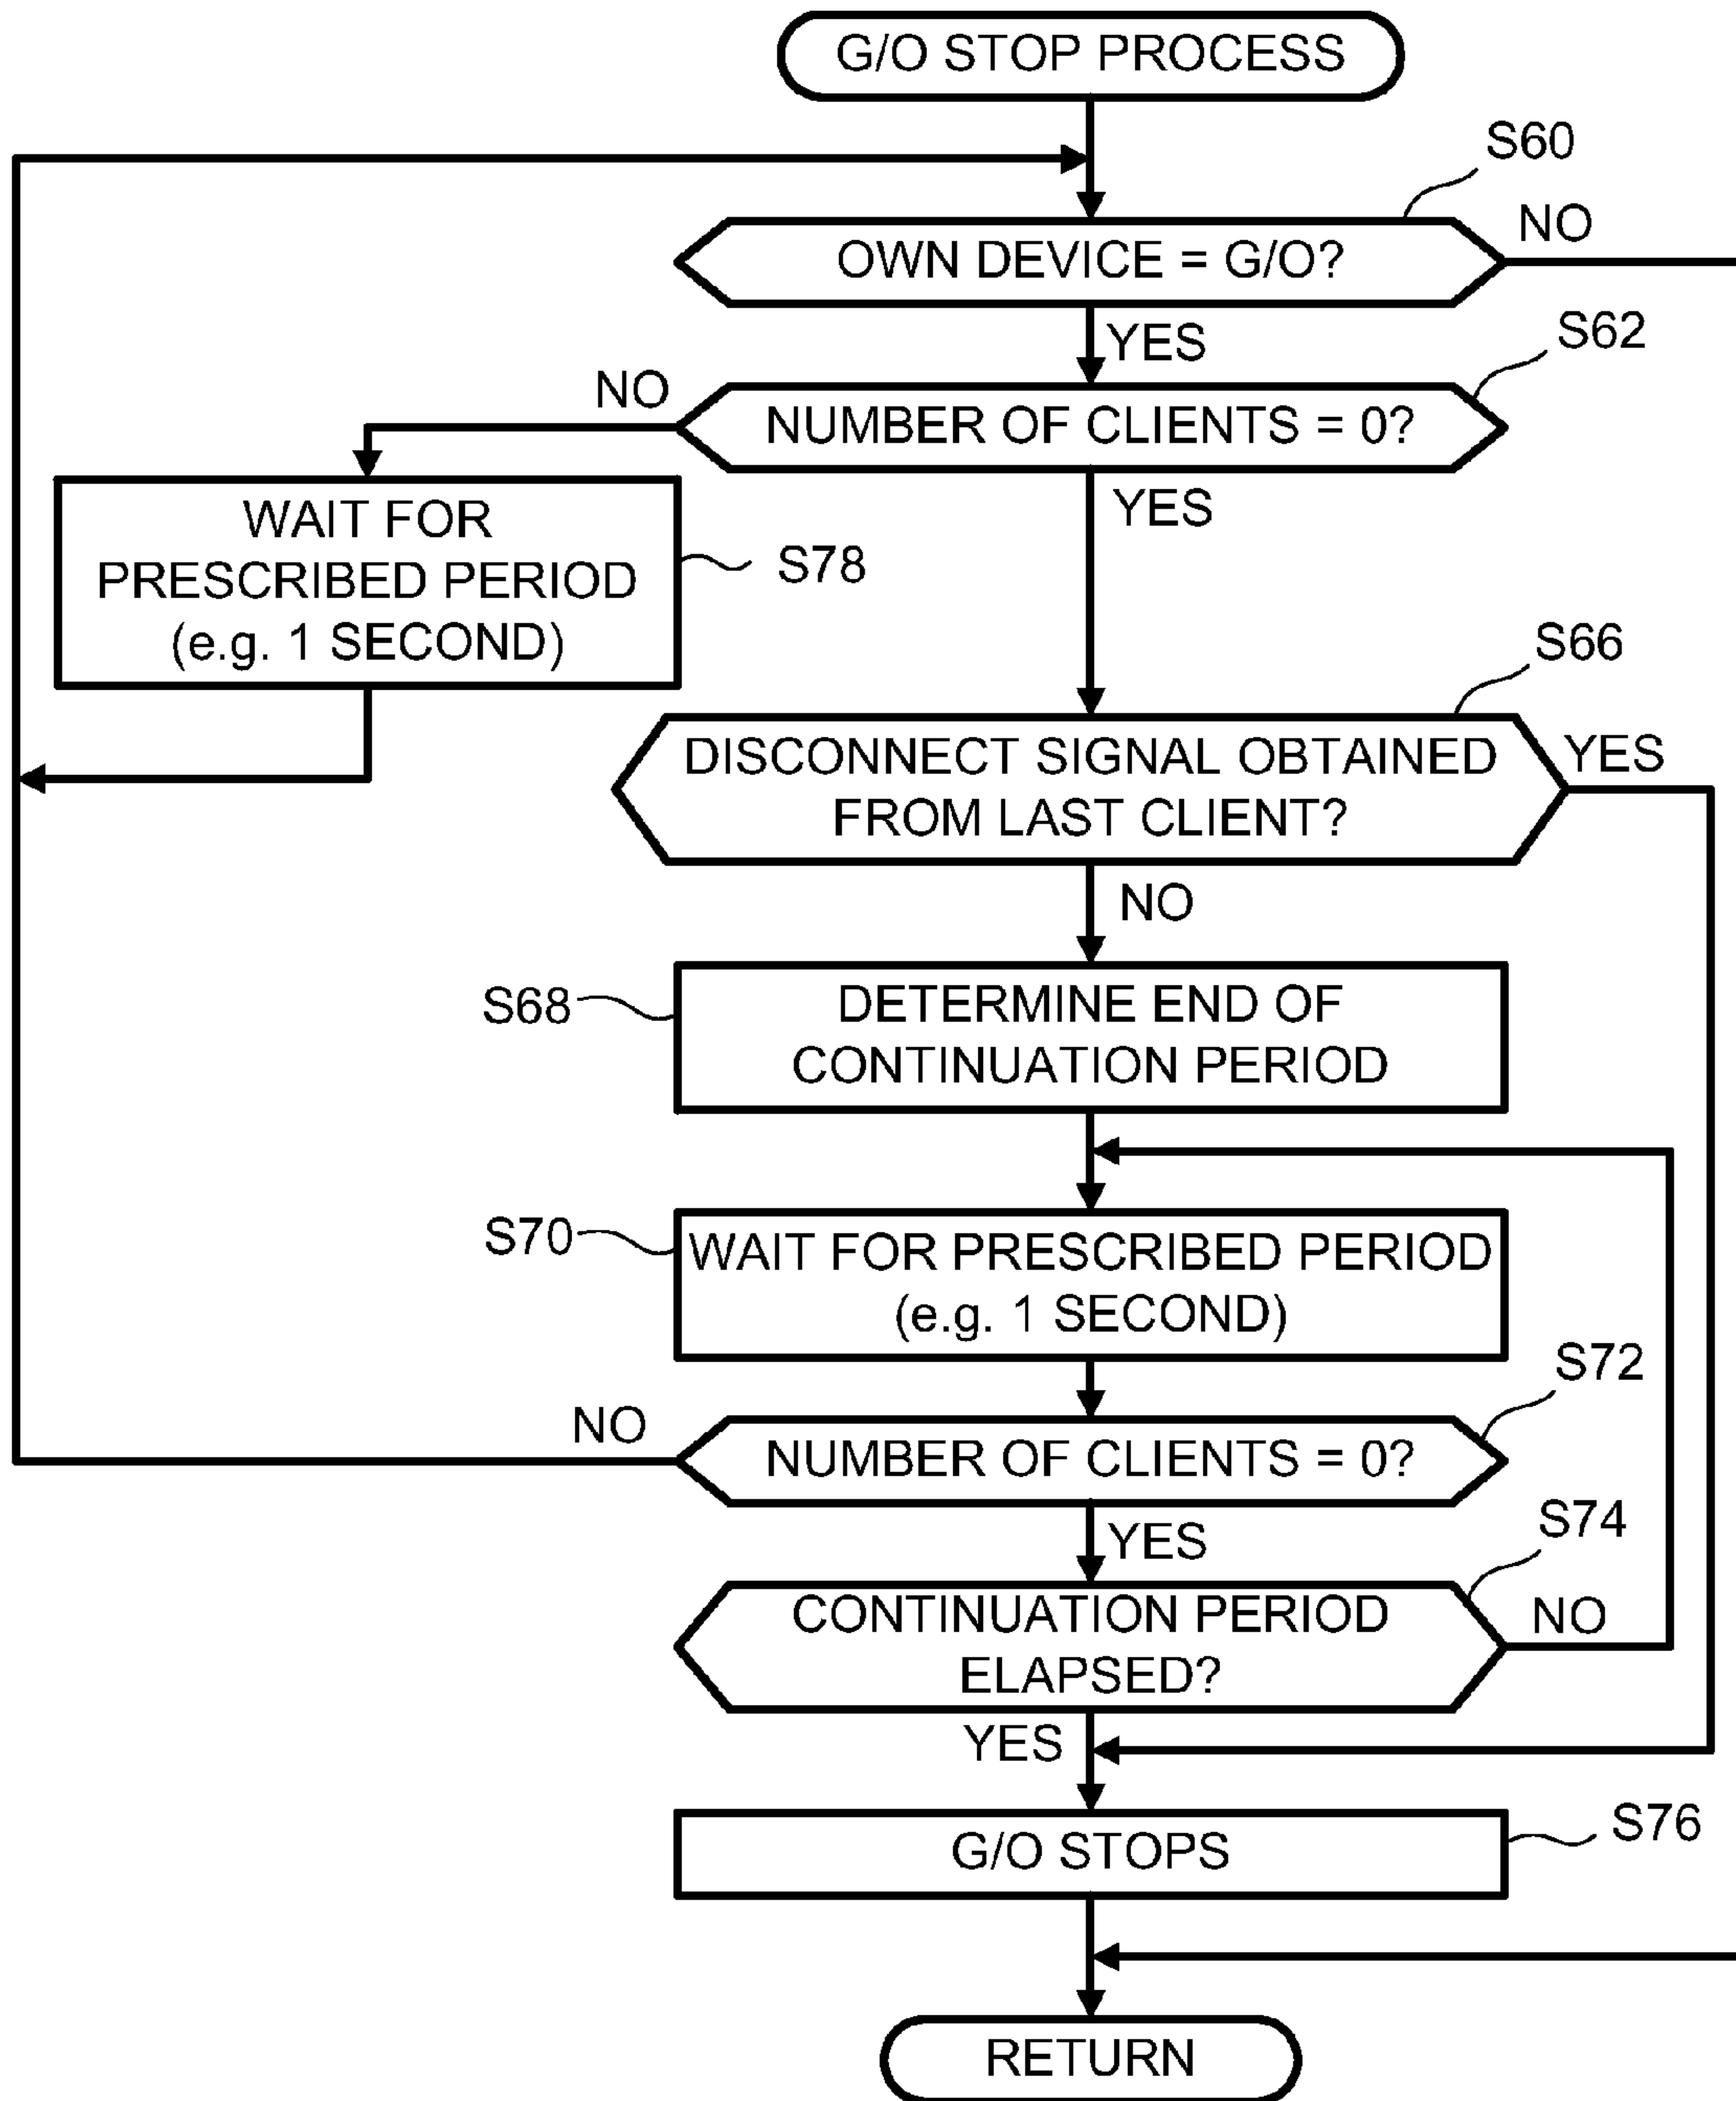 G/O STOP PROCESS
S60
OWN DEVICE = G/O?
NO
YES
S62
NO
NUMBER OF CLIENTS = 0?
YES
WAIT FOR
PRESCRIBED PERIOD
(e.g. 1 SECOND)
S78
S66
DISCONNECT SIGNAL OBTAINED
FROM LAST CLIENT?
YES
NO
S68
DETERMINE END OF
CONTINUATION PERIOD
S70
WAIT FOR PRESCRIBED PERIOD
(e.g. 1 SECOND)
S72
NO
NUMBER OF CLIENTS = 0?
YES
S74
CONTINUATION PERIOD
ELAPSED?
NO
YES
G/O STOPS
S76
RETURN